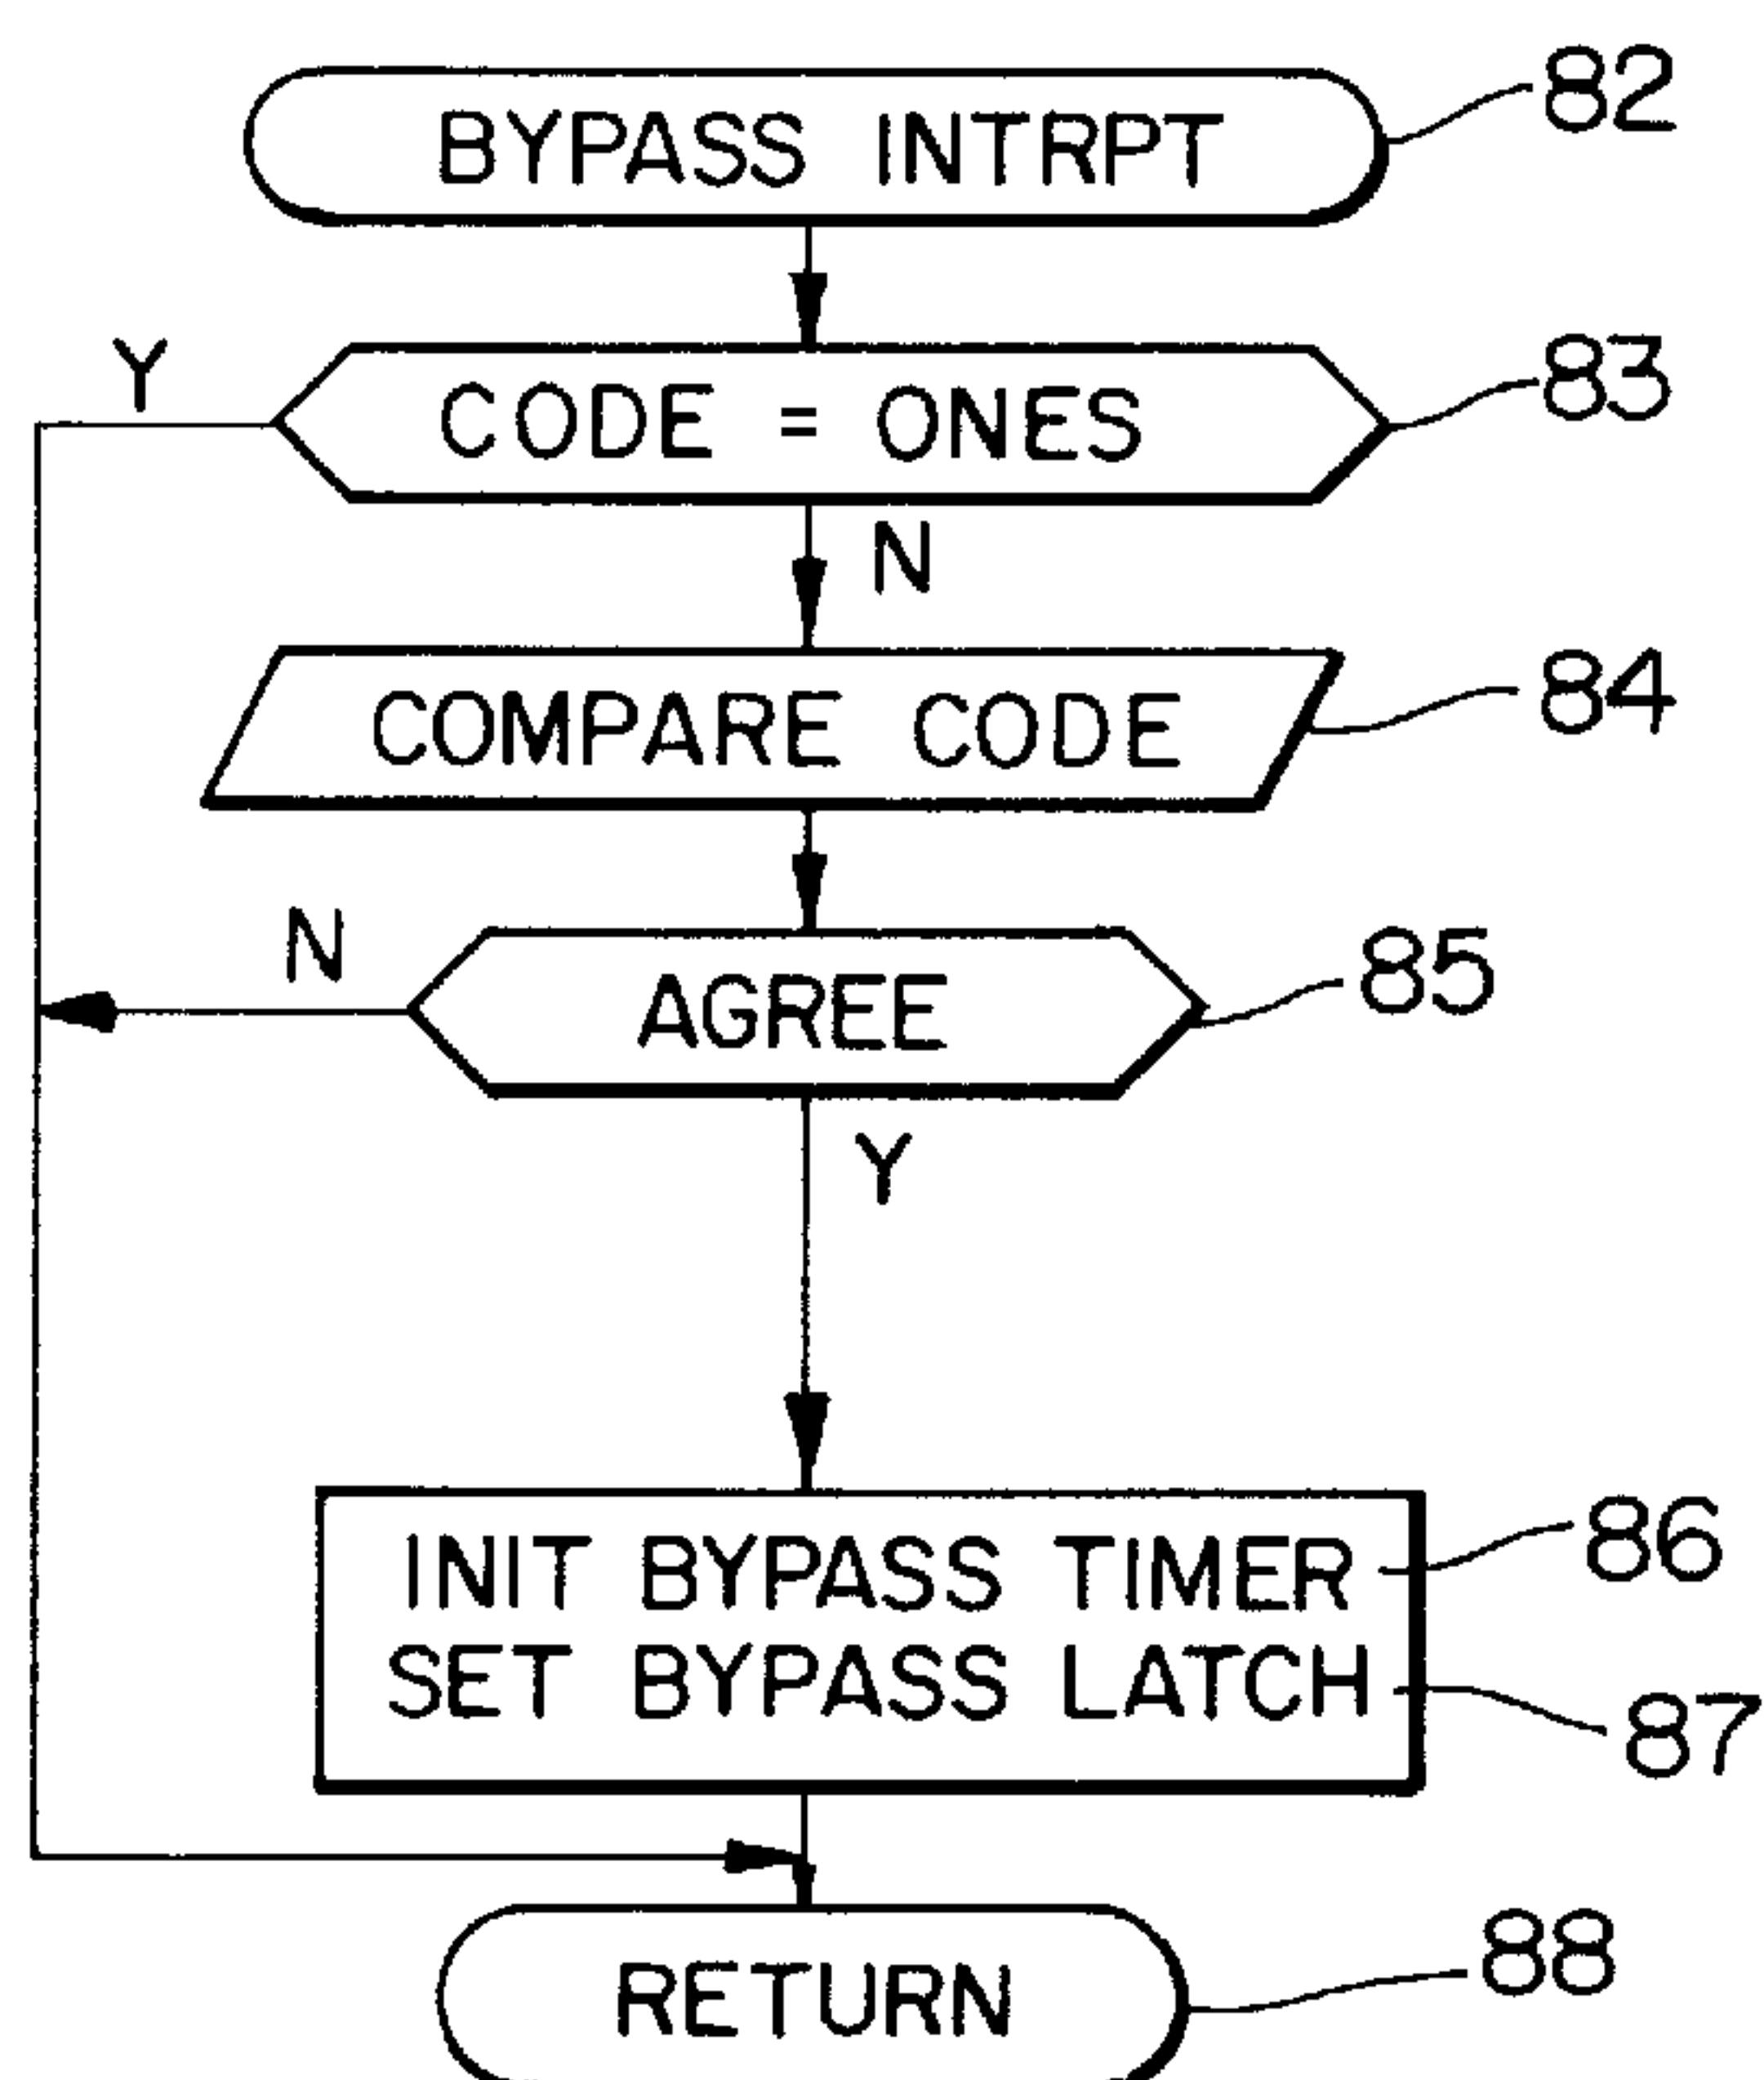 BYPASS INTRPT
82
Y
CODE = ONES
83
N
COMPARE CODE
84
N
AGREE
85
Y
INIT BYPASS TIMER
86
SET BYPASS LATCH
87
RETURN
88